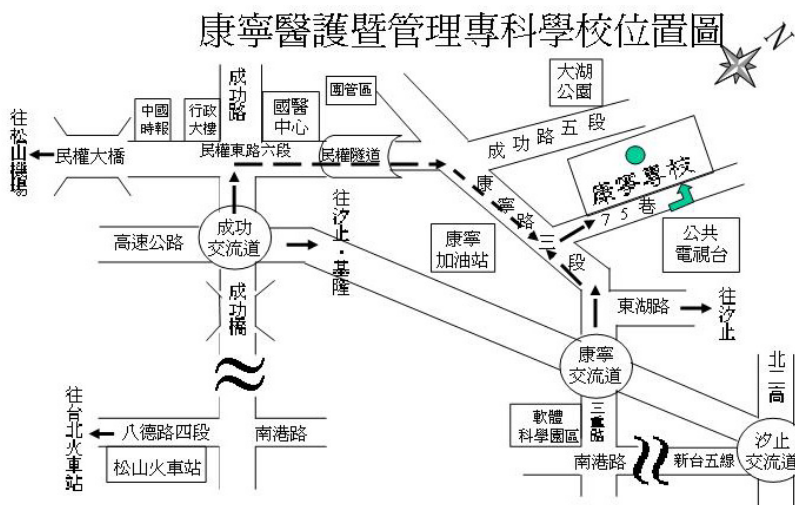 康寧醫護暨管理專科學校位置圖
N
往松山機場
中國
時報
行政
大樓
成功路
國醫
中心
團管區
大湖
公園
成功路五段
民權大橋
民權東路六段
民權隧道
康寧專校
康寧路三段
75巷
公共
電視台
高速公路
成功
交流道
往汐止・基隆
康寧
加油站
成功橋
東湖路
往汐止
康寧
交流道
北二高
往台北火車站
八德路四段
南港路
松山火車站
軟體
科學園區
三重路
南港路
新台五線
汐止
交流道